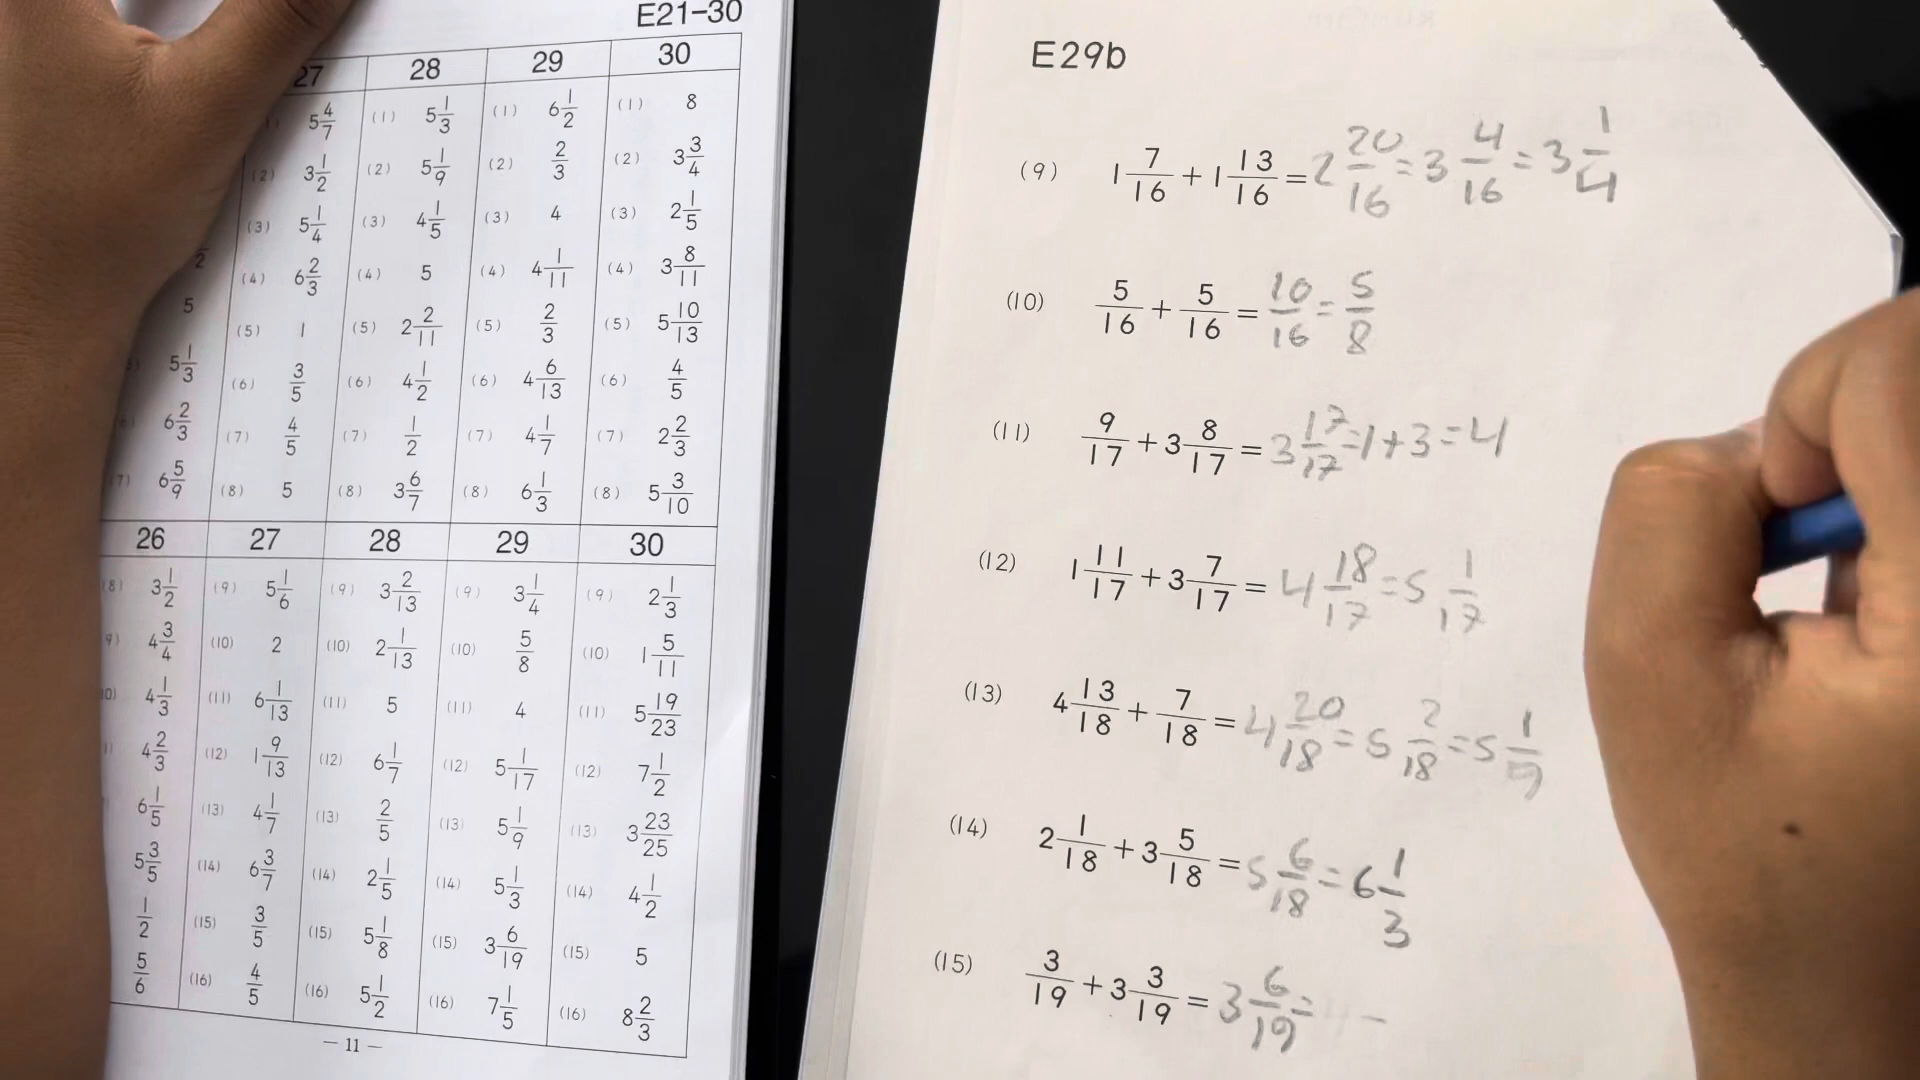 E21-30
27 28 29 30
5 4/7 (1) 5 1/3 (1) 6 1/2 (1) 8
(2) 3 1/2 (2) 5 1/9 (2) 2/3 (2) 3 3/4
(3) 5 1/4 (3) 4 1/5 (3) 4 (3) 2 1/5
(4) 6 2/3 (4) 5 (4) 4 1/11 (4) 3 8/11
5 (5) 1 (5) 2 2/11 (5) 2/3 (5) 5 10/13
5 1/3 (6) 3/5 (6) 4 1/2 (6) 4 6/13 (6) 4/5
6 2/3 (7) 4/5 (7) 1/2 (7) 4 1/7 (7) 2 2/3
7) 6 5/9 (8) 5 (8) 3 6/7 (8) 6 1/3 (8) 5 3/10
26 27 28 29 30
(8) 3 1/2 (9) 5 1/6 (9) 3 2/13 (9) 3 1/4 (9) 2 1/3
9) 4 3/4 (10) 2 (10) 2 1/13 (10) 5/8 (10) 1 5/11
0) 4 1/3 (11) 6 1/13 (11) 5 (11) 4 (11) 5 19/23
4 2/3 (12) 1 9/13 (12) 6 1/7 (12) 5 1/17 (12) 7 1/2
6 1/5 (13) 4 1/7 (13) 2/5 (13) 5 1/9 (13) 3 23/25
5 3/5 (14) 6 3/7 (14) 2 1/5 (14) 5 1/3 (14) 4 1/2
1/2 (15) 3/5 (15) 5 1/8 (15) 3 6/19 (15) 5
5/6 (16) 4/5 (16) 5 1/2 (16) 7 1/5 (16) 8 2/3
— 11 —
E29b
(9) 1 7/16 + 1 13/16 = 2 20/16 = 3 4/16 = 3 1/4
(10) 5/16 + 5/16 = 10/16 = 5/8
(11) 9/17 + 3 8/17 = 3 17/17 = 1 + 3 = 4
(12) 1 11/17 + 3 7/17 = 4 18/17 = 5 1/17
(13) 4 13/18 + 7/18 = 4 20/18 = 5 2/18 = 5 1/9
(14) 2 1/18 + 3 5/18 = 5 6/18 = 6 1/3
(15) 3/19 + 3 3/19 = 3 6/19 =